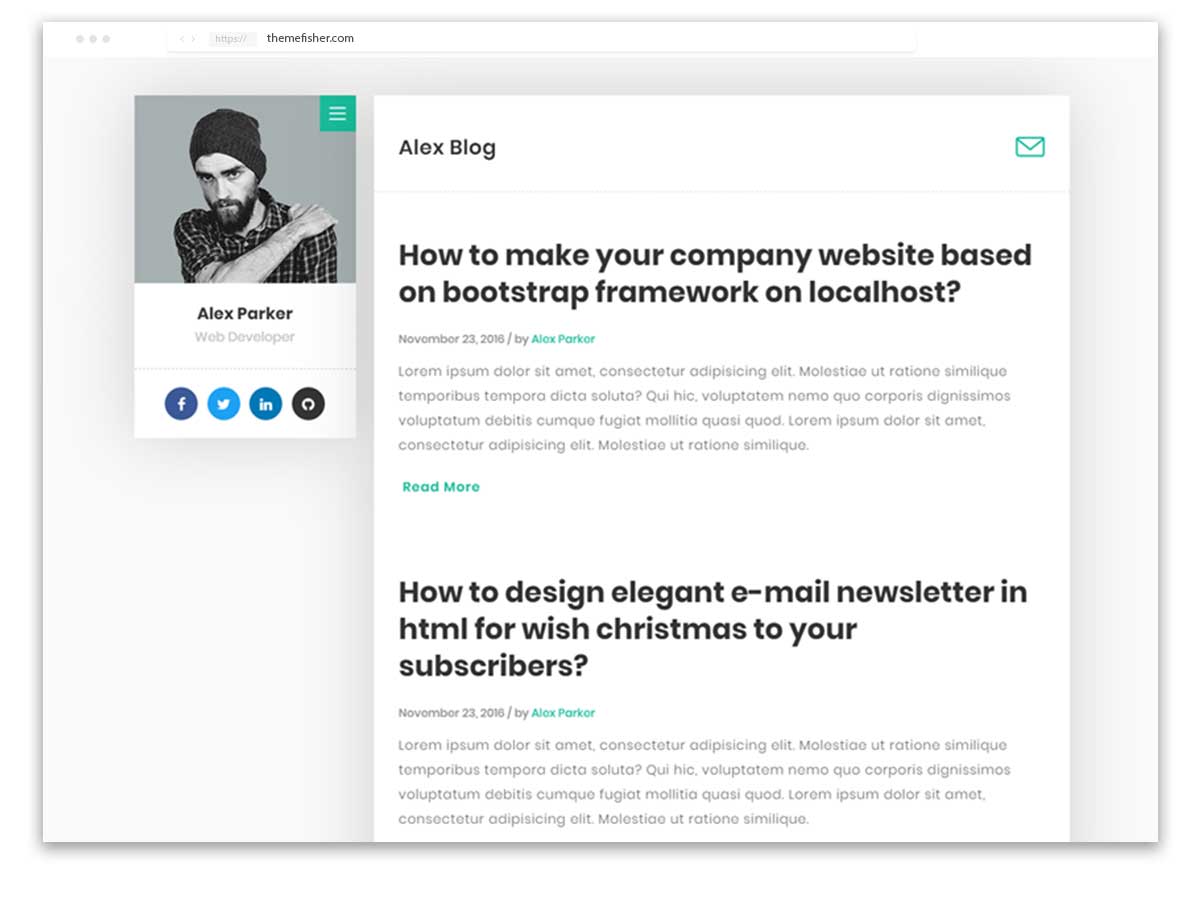 https://
themefisher.com
Alex Parker
Web Developer
Alex Blog
How to make your company website based
on bootstrap framework on localhost?
November 23, 2016 / by Alex Parker
Lorem ipsum dolor sit amet, consectetur adipisicing elit. Molestiae ut ratione similique
temporibus tempora dicta soluta? Qui hic, voluptatem nemo quo corporis dignissimos
voluptatum debitis cumque fugiat mollitia quasi quod. Lorem ipsum dolor sit amet,
consectetur adipisicing elit. Molestiae ut ratione similique.
Read More
How to design elegant e-mail newsletter in
html for wish christmas to your
subscribers?
November 23, 2016 / by Alex Parker
Lorem ipsum dolor sit amet, consectetur adipisicing elit. Molestiae ut ratione similique
temporibus tempora dicta soluta? Qui hic, voluptatem nemo quo corporis dignissimos
voluptatum debitis cumque fugiat mollitia quasi quod. Lorem ipsum dolor sit amet,
consectetur adipisicing elit. Molestiae ut ratione similique.